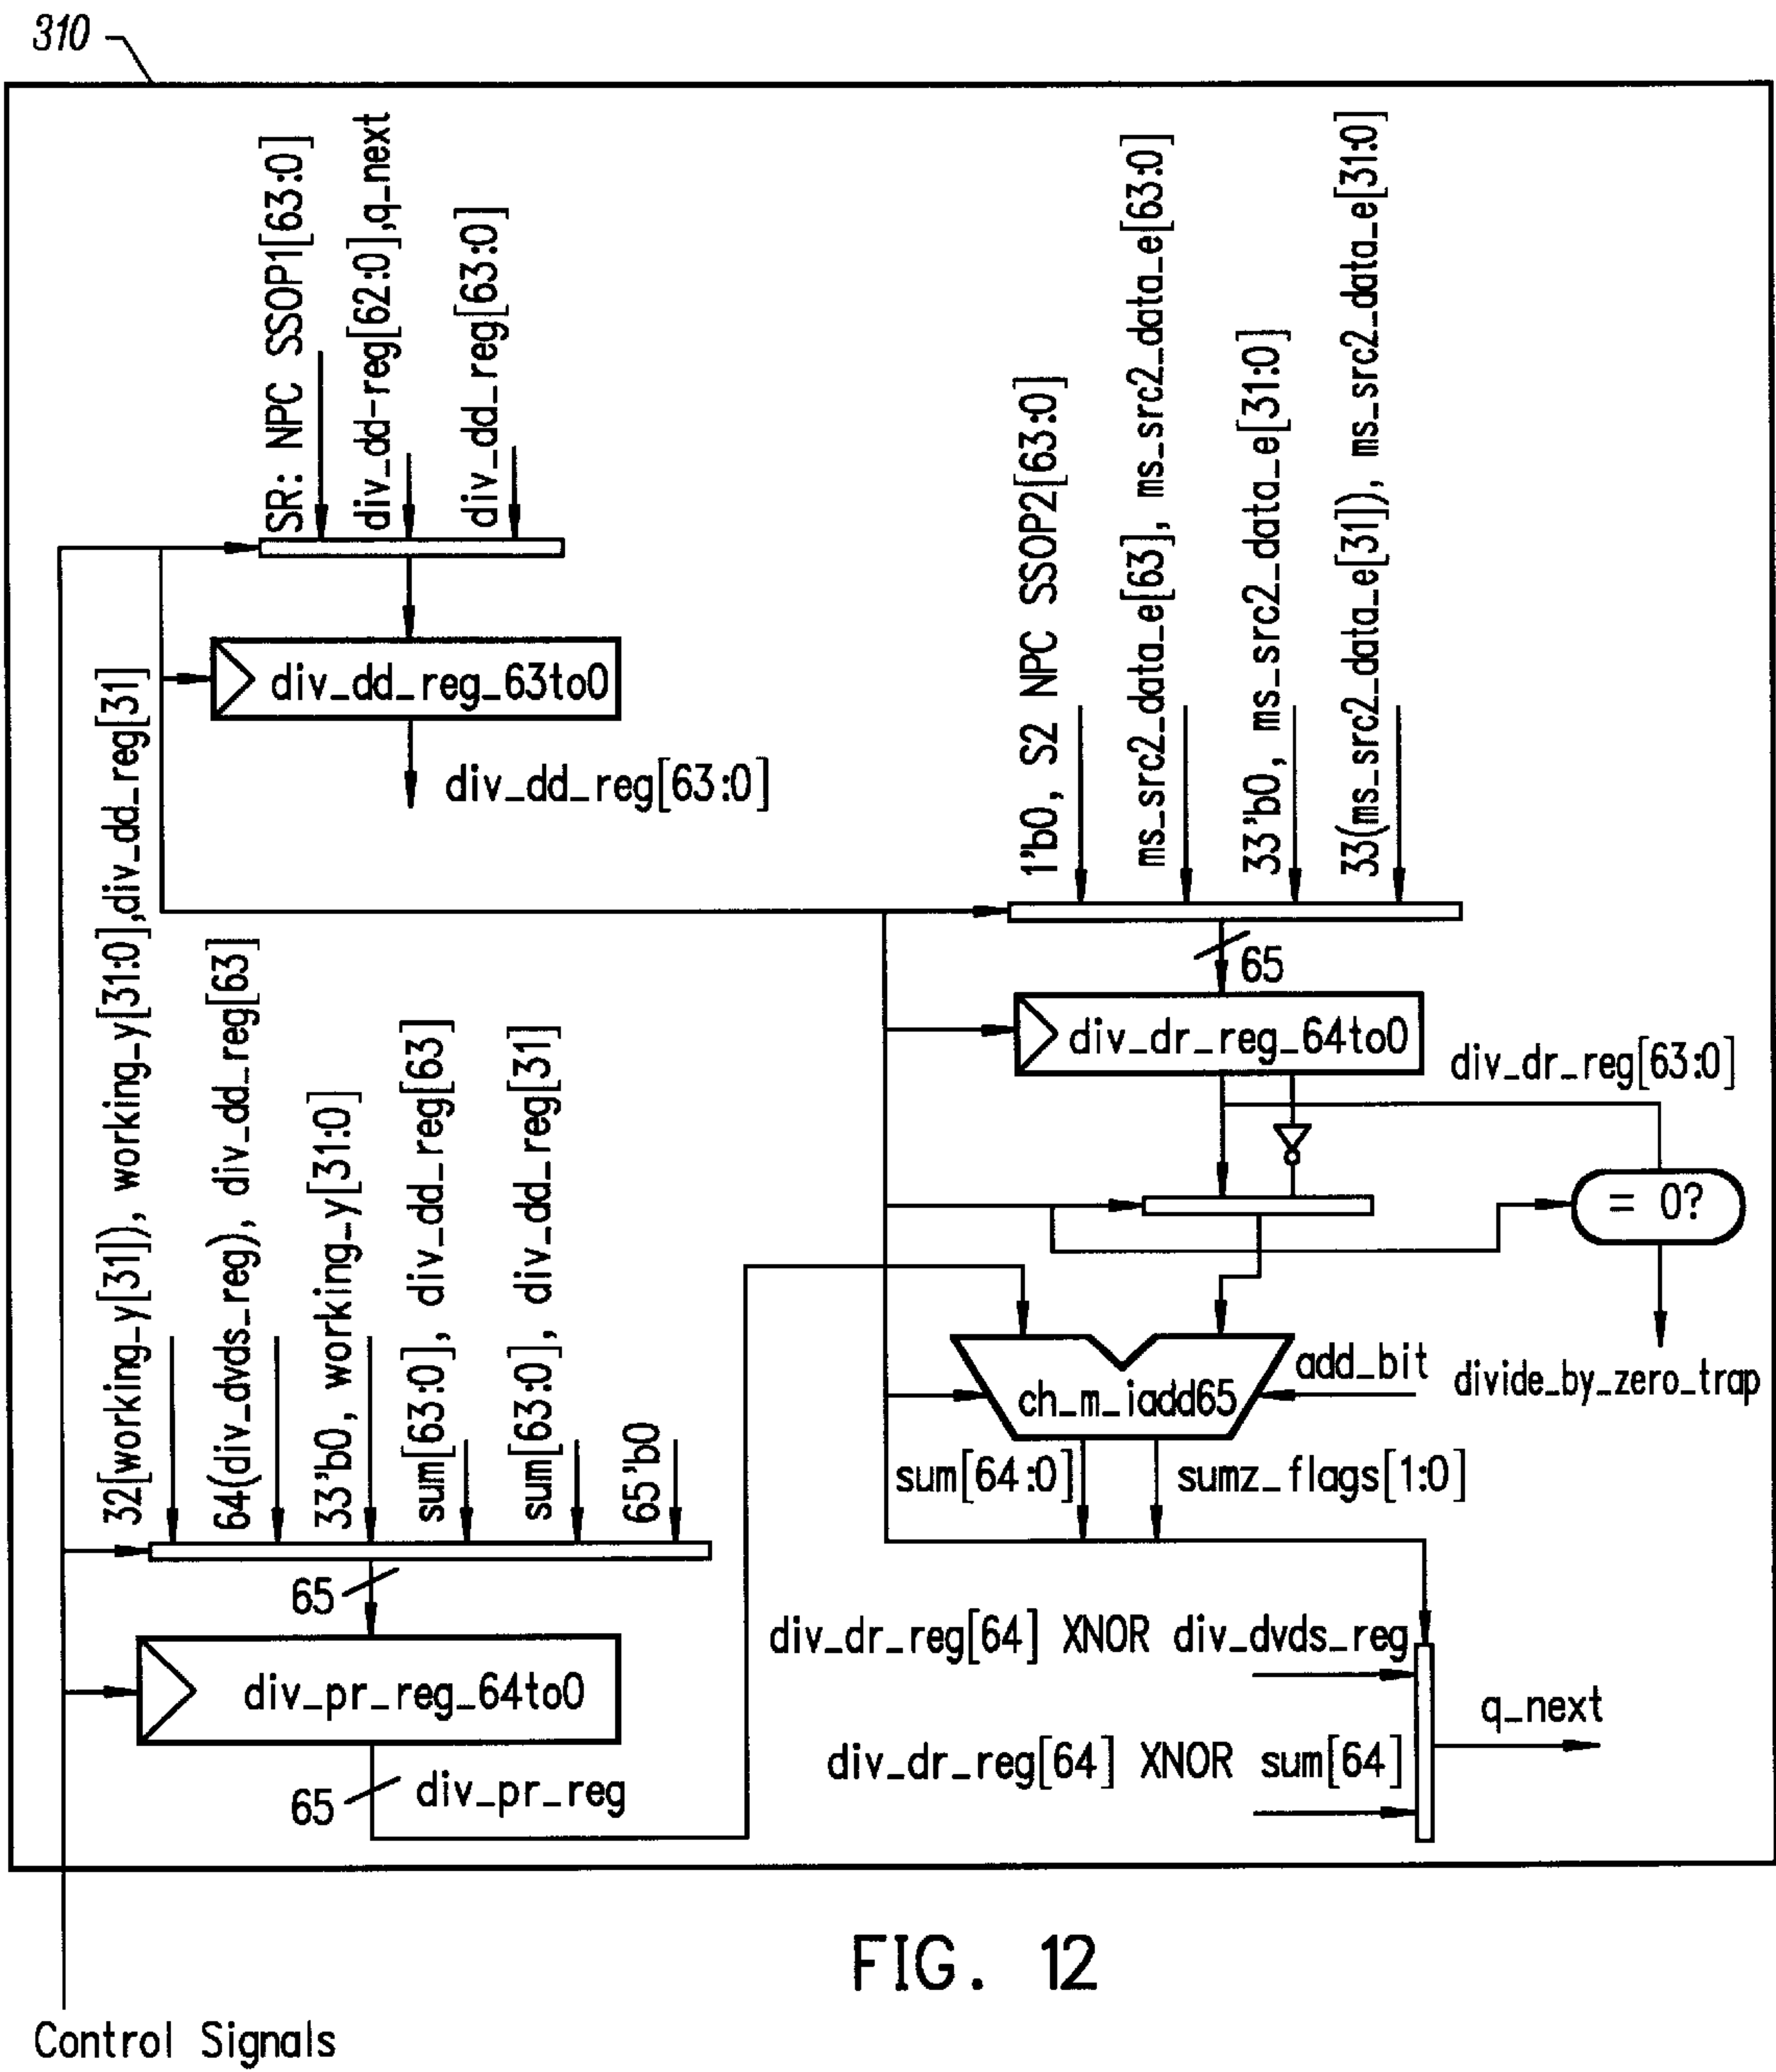 310
SR: NPC SSOP1[63:0]
div_dd-reg[62:0],q_next
div_dd_reg[63:0]
div_dd_reg_63to0
div_dd_reg[63:0]
1'b0, S2 NPC SSOP2[63:0]
ms_src2_data_e[63], ms_src2_data_e[63:0]
33'b0, ms_src2_data_e[31:0]
33(ms_src2_data_e[31]), ms_src2_data_e[31:0]
65
div_dr_reg_64to0
div_dr_reg[63:0]
= 0?
divide_by_zero_trap
32[working_y[31]), working_y[31:0],div_dd_reg[31]
64(div_dvds_reg), div_dd_reg[63]
33'b0, working_y[31:0]
sum[63:0], div_dd_reg[63]
sum[63:0], div_dd_reg[31]
65'b0
65
div_pr_reg_64to0
65
div_pr_reg
ch_m_iadd65
add_bit
sum[64:0]
sumz_flags[1:0]
div_dr_reg[64] XNOR div_dvds_reg
div_dr_reg[64] XNOR sum[64]
q_next
FIG. 12
Control Signals